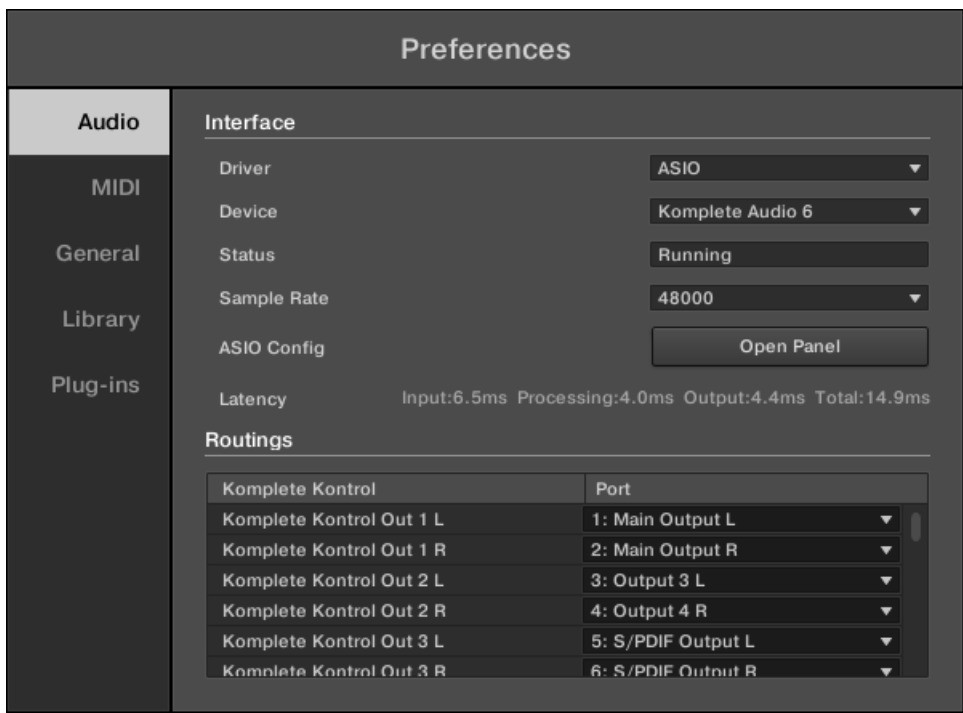 Preferences
Audio
MIDI
General
Library
Plug-ins
Interface
Driver ASIO
Device Komplete Audio 6
Status Running
Sample Rate 48000
ASIO Config Open Panel
Latency Input:6.5ms Processing:4.0ms Output:4.4ms Total:14.9ms
Routings
Komplete Kontrol Port
Komplete Kontrol Out 1 L 1: Main Output L
Komplete Kontrol Out 1 R 2: Main Output R
Komplete Kontrol Out 2 L 3: Output 3 L
Komplete Kontrol Out 2 R 4: Output 4 R
Komplete Kontrol Out 3 L 5: S/PDIF Output L
Komplete Kontrol Out 3 R 6: S/PDIF Output R